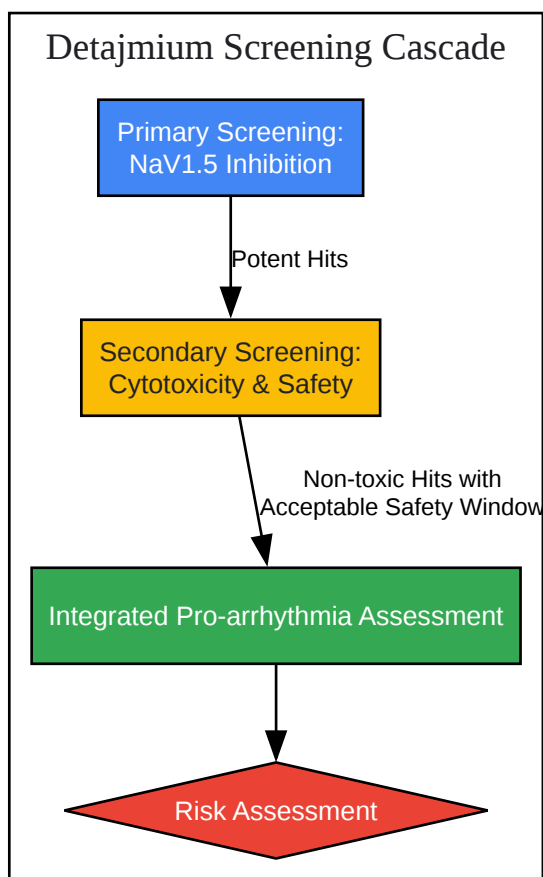 Detajmium Screening Cascade
Primary Screening:
NaV1.5 Inhibition
Potent Hits
Secondary Screening:
Cytotoxicity & Safety
Non-toxic Hits with
Acceptable Safety Window
Integrated Pro-arrhythmia Assessment
Risk Assessment